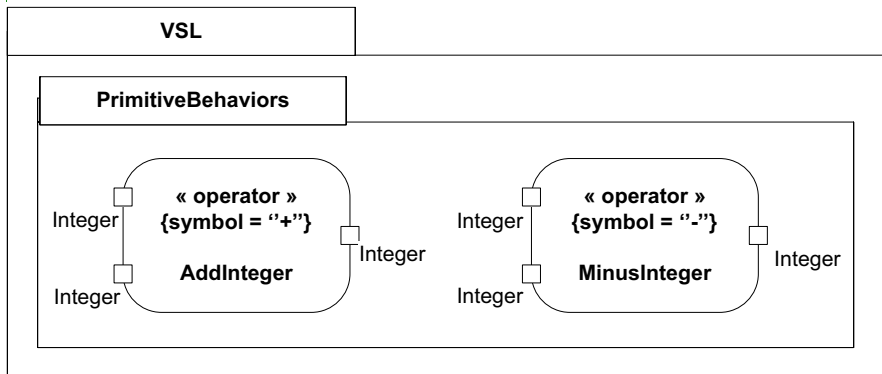 VSL
PrimitiveBehaviors
« operator »
{symbol = ‘’+’’}
AddInteger
Integer
Integer
Integer
« operator »
{symbol = ‘’-’’}
MinusInteger
Integer
Integer
Integer